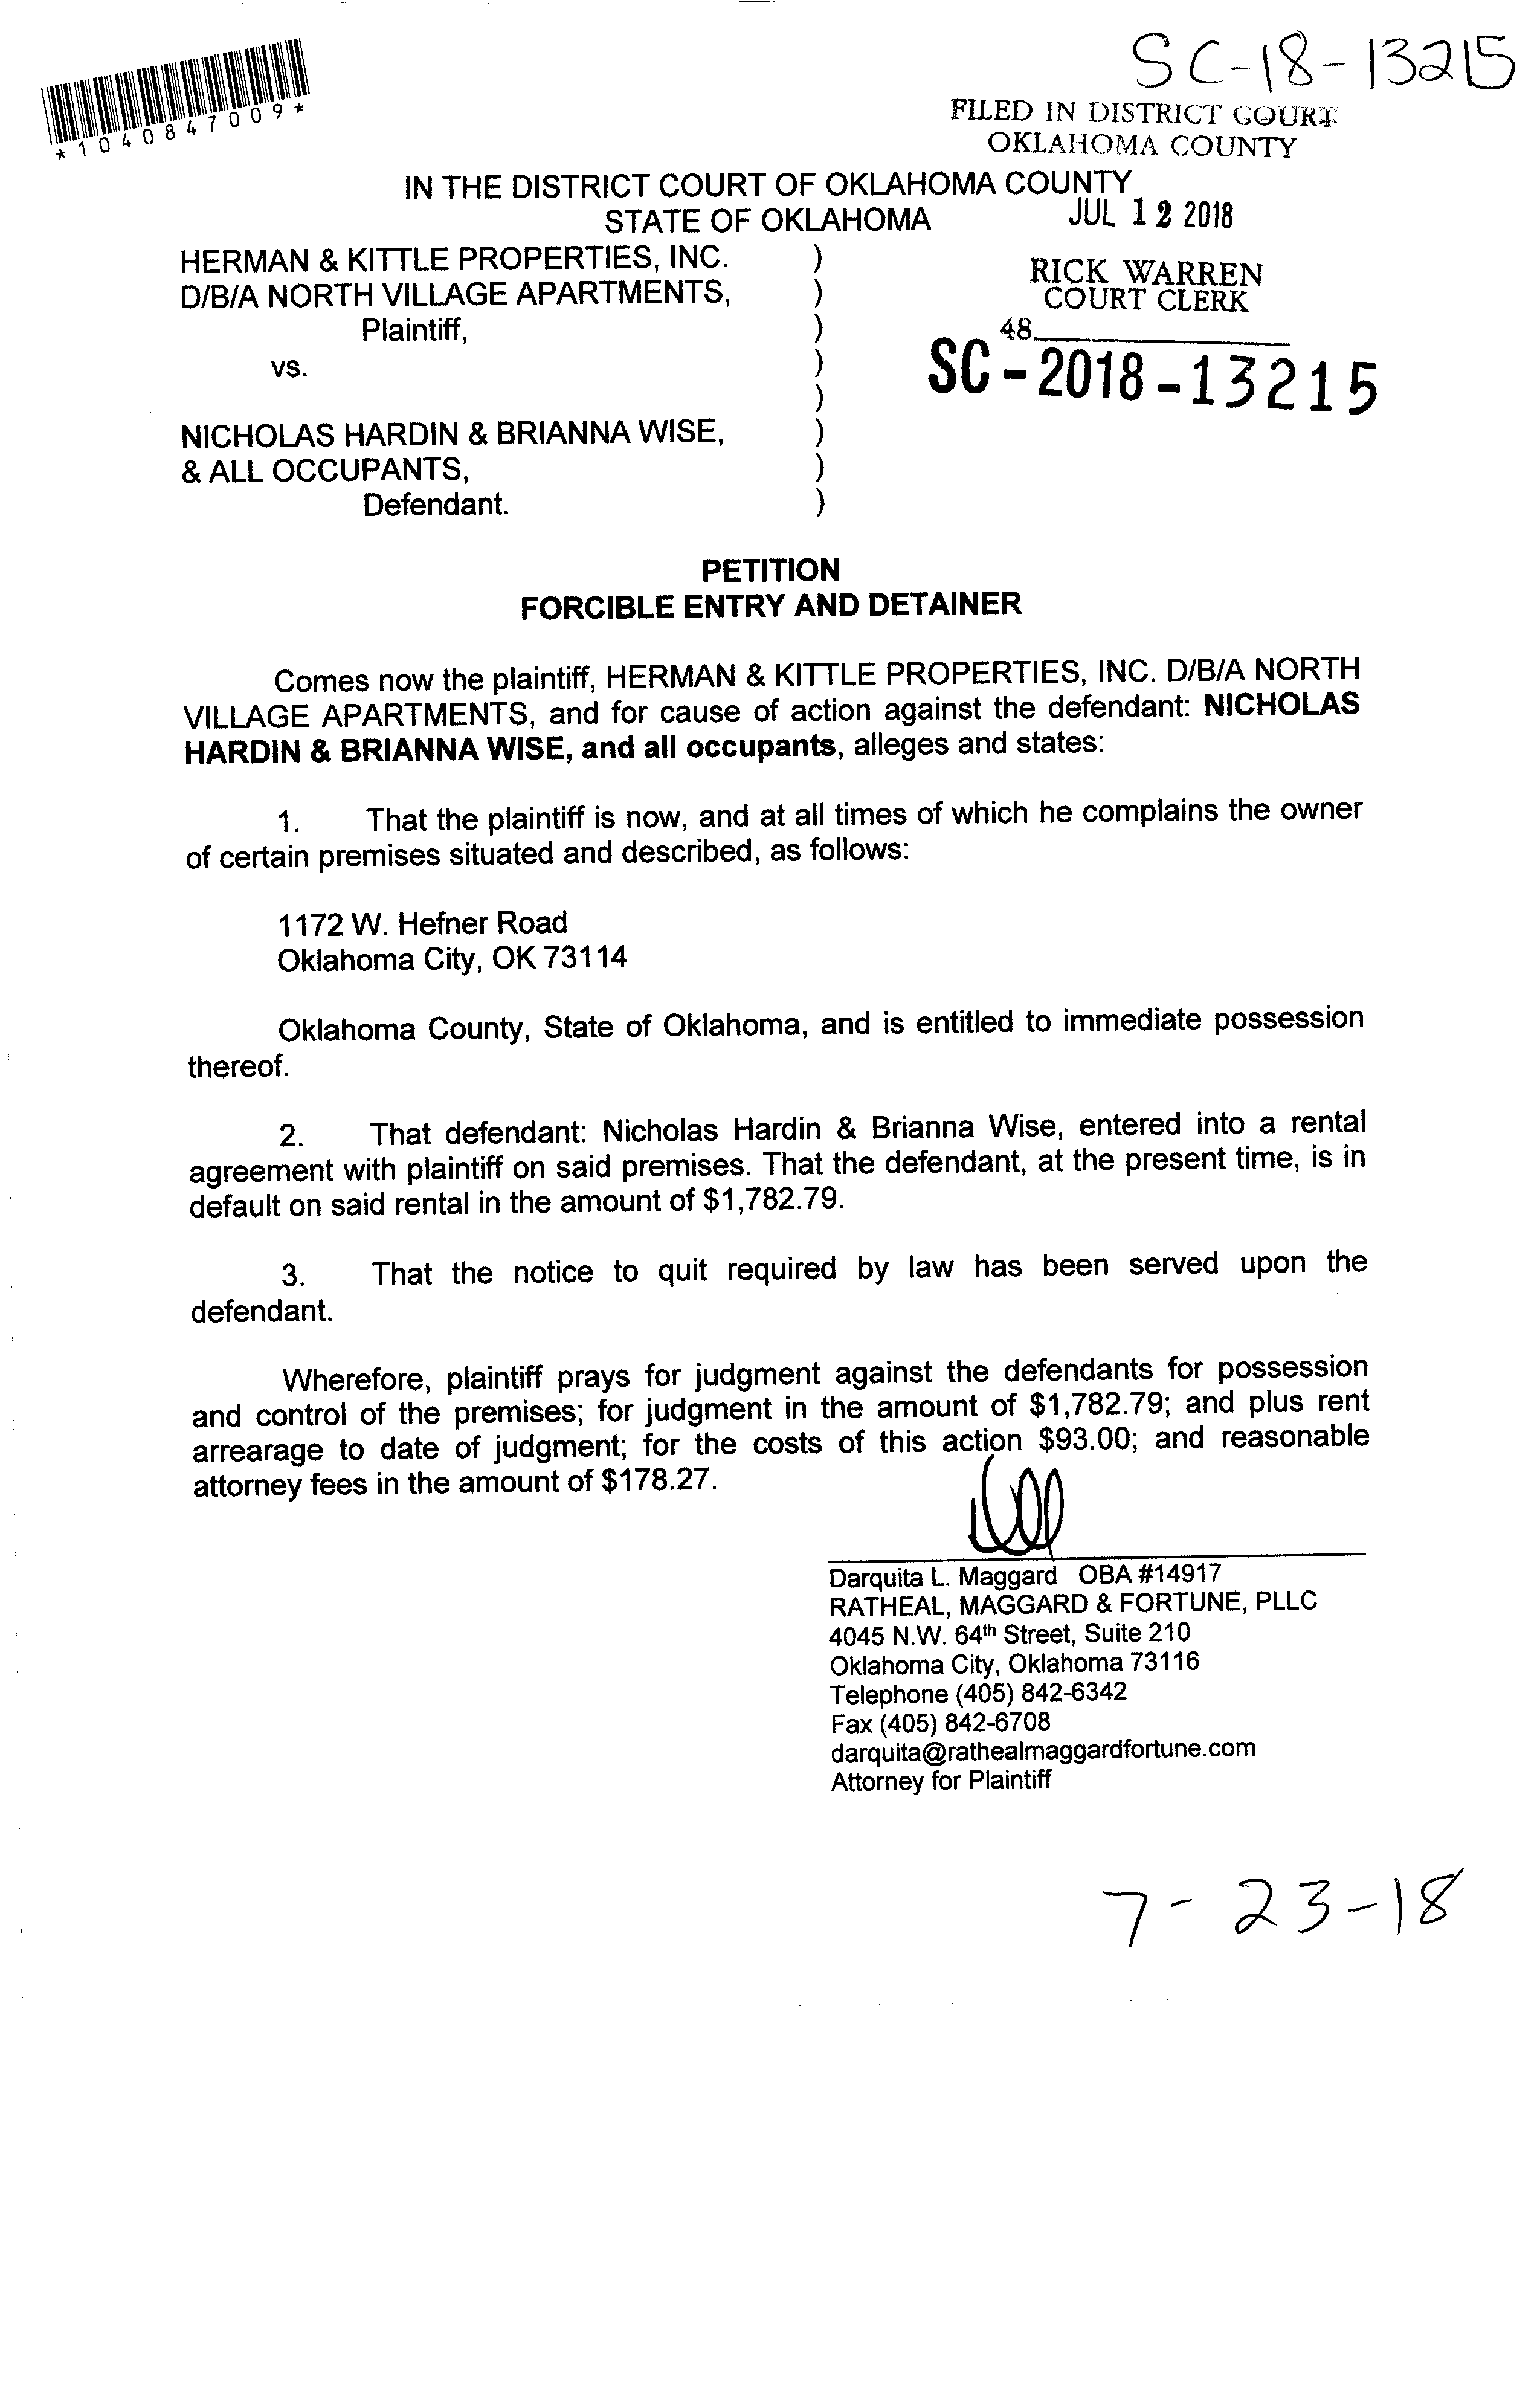 SC-18-13215
*1040847009*
FILED IN DISTRICT COURT
OKLAHOMA COUNTY
IN THE DISTRICT COURT OF OKLAHOMA COUNTY
STATE OF OKLAHOMA
JUL 12 2018
HERMAN & KITTLE PROPERTIES, INC. )
D/B/A NORTH VILLAGE APARTMENTS, )
Plaintiff, )
RICK WARREN
COURT CLERK
48
vs. )
)
SC-2018-13215
NICHOLAS HARDIN & BRIANNA WISE, )
& ALL OCCUPANTS, )
Defendant. )
PETITION
FORCIBLE ENTRY AND DETAINER
Comes now the plaintiff, HERMAN & KITTLE PROPERTIES, INC. D/B/A NORTH
VILLAGE APARTMENTS, and for cause of action against the defendant: NICHOLAS
HARDIN & BRIANNA WISE, and all occupants, alleges and states:
1. That the plaintiff is now, and at all times of which he complains the owner
of certain premises situated and described, as follows:
1172 W. Hefner Road
Oklahoma City, OK 73114
Oklahoma County, State of Oklahoma, and is entitled to immediate possession
thereof.
2. That defendant: Nicholas Hardin & Brianna Wise, entered into a rental
agreement with plaintiff on said premises. That the defendant, at the present time, is in
default on said rental in the amount of $1,782.79.
3. That the notice to quit required by law has been served upon the
defendant.
Wherefore, plaintiff prays for judgment against the defendants for possession
and control of the premises; for judgment in the amount of $1,782.79; and plus rent
arrearage to date of judgment; for the costs of this action $93.00; and reasonable
attorney fees in the amount of $178.27.
Darquita L. Maggard OBA #14917
RATHEAL, MAGGARD & FORTUNE, PLLC
4045 N.W. 64th Street, Suite 210
Oklahoma City, Oklahoma 73116
Telephone (405) 842-6342
Fax (405) 842-6708
darquita@rathealmaggardfortune.com
Attorney for Plaintiff
7-23-18